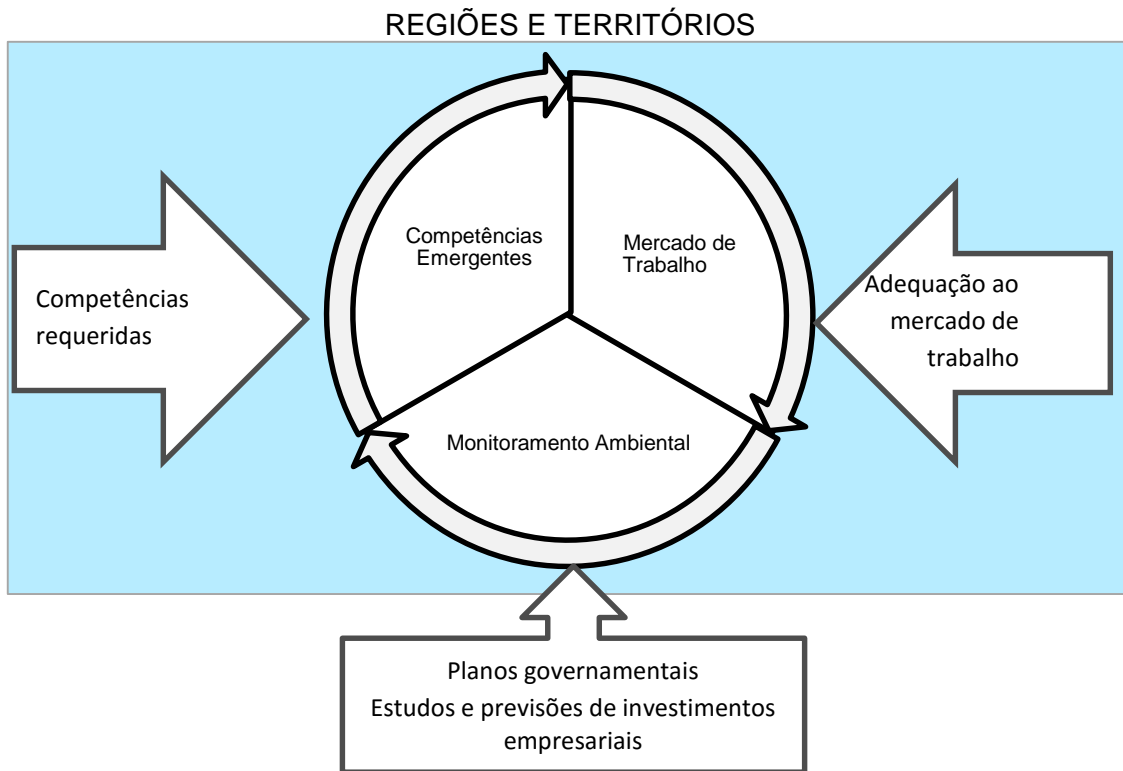 REGIÕES E TERRITÓRIOS
Competências
Emergentes
Mercado de
Trabalho
Competências
requeridas
Adequação ao
mercado de
trabalho
Monitoramento Ambiental
Planos governamentais
Estudos e previsões de investimentos
empresariais